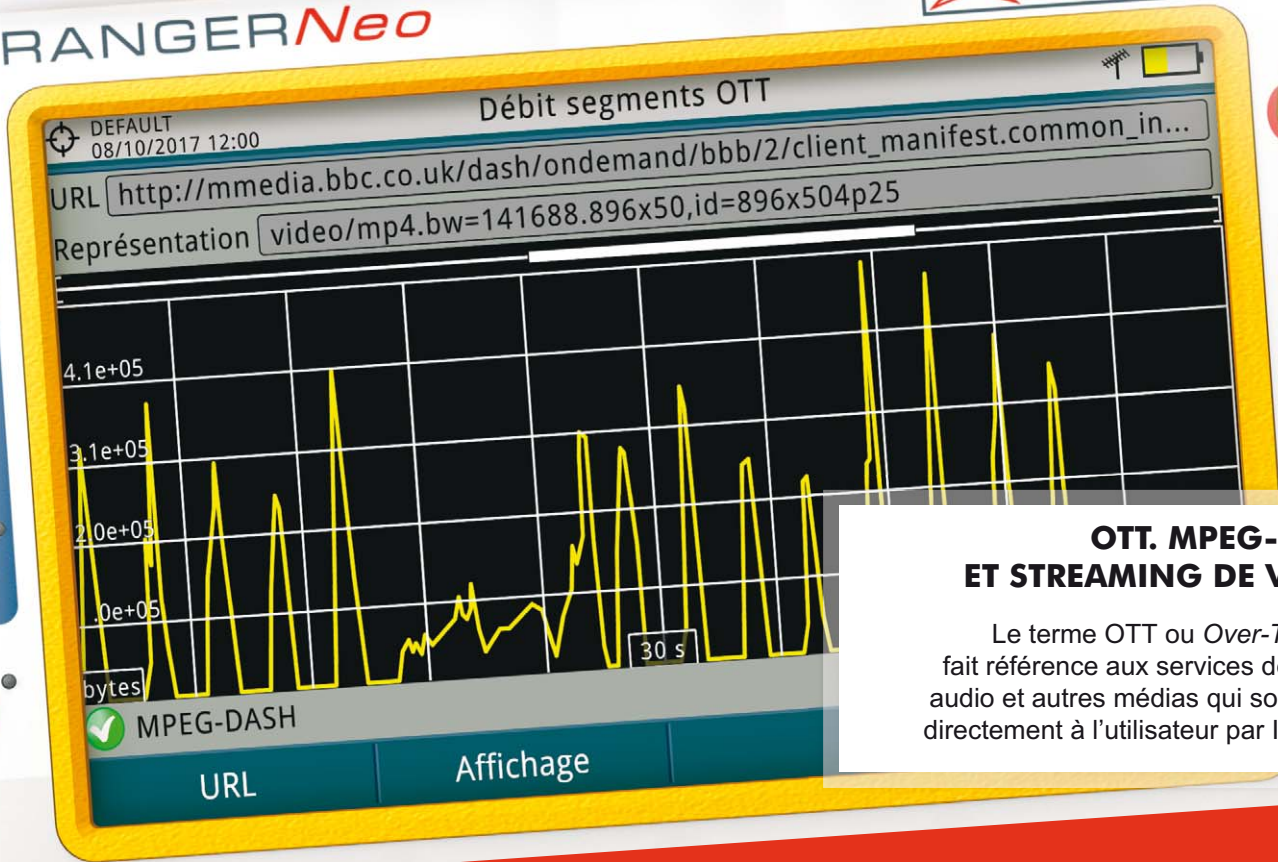 RANGERNeo
Débit segments OTT
DEFAULT
08/10/2017 12:00
URL http://mmedia.bbc.co.uk/dash/ondemand/bbb/2/client_manifest.common_in...
Représentation video/mp4.bw=141688.896x50,id=896x504p25
4.1e+05
3.1e+05
2.0e+05
.0e+05
bytes
30 s
MPEG-DASH
URL
Affichage
OTT. MPEG-
ET STREAMING DE
Le terme OTT ou Over-
fait référence aux services
audio et autres médias qui
directement à l'utilisateur par